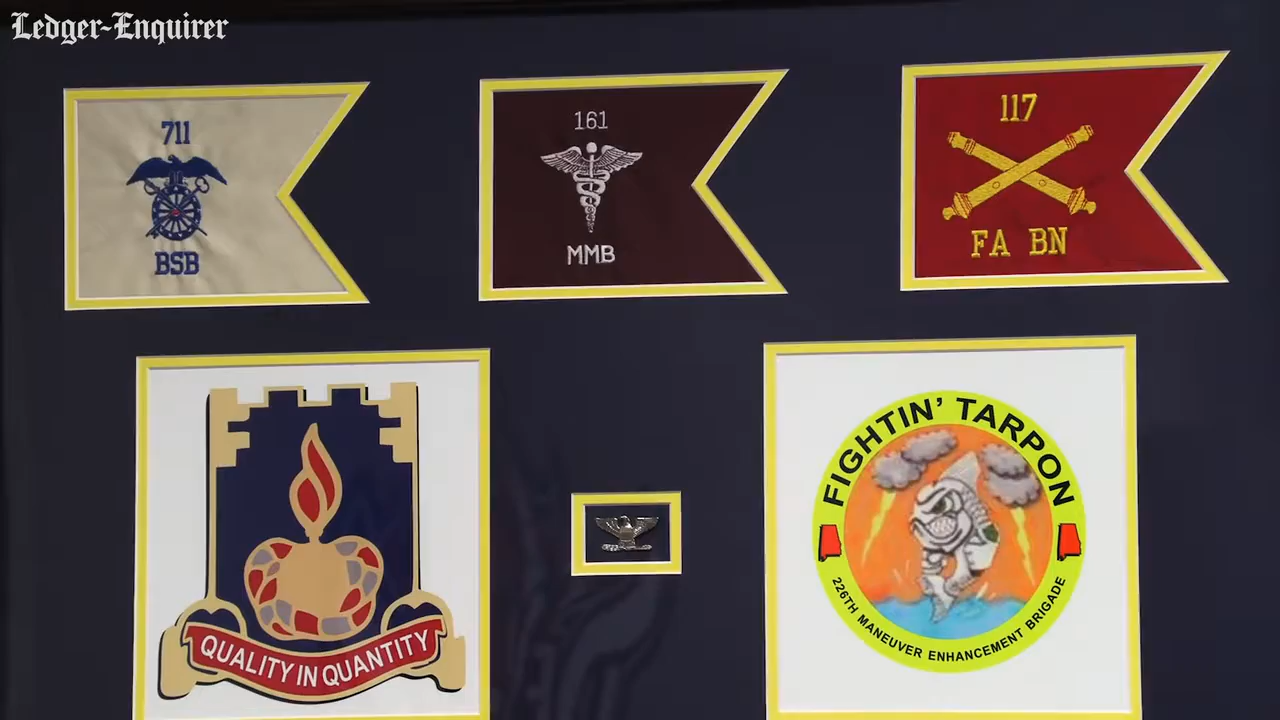 Ledger-Enquirer
711
BSB
161
MMB
117
FA BN
QUALITY IN QUANTITY
FIGHTIN' TARPON
226TH MANEUVER ENHANCEMENT BRIGADE